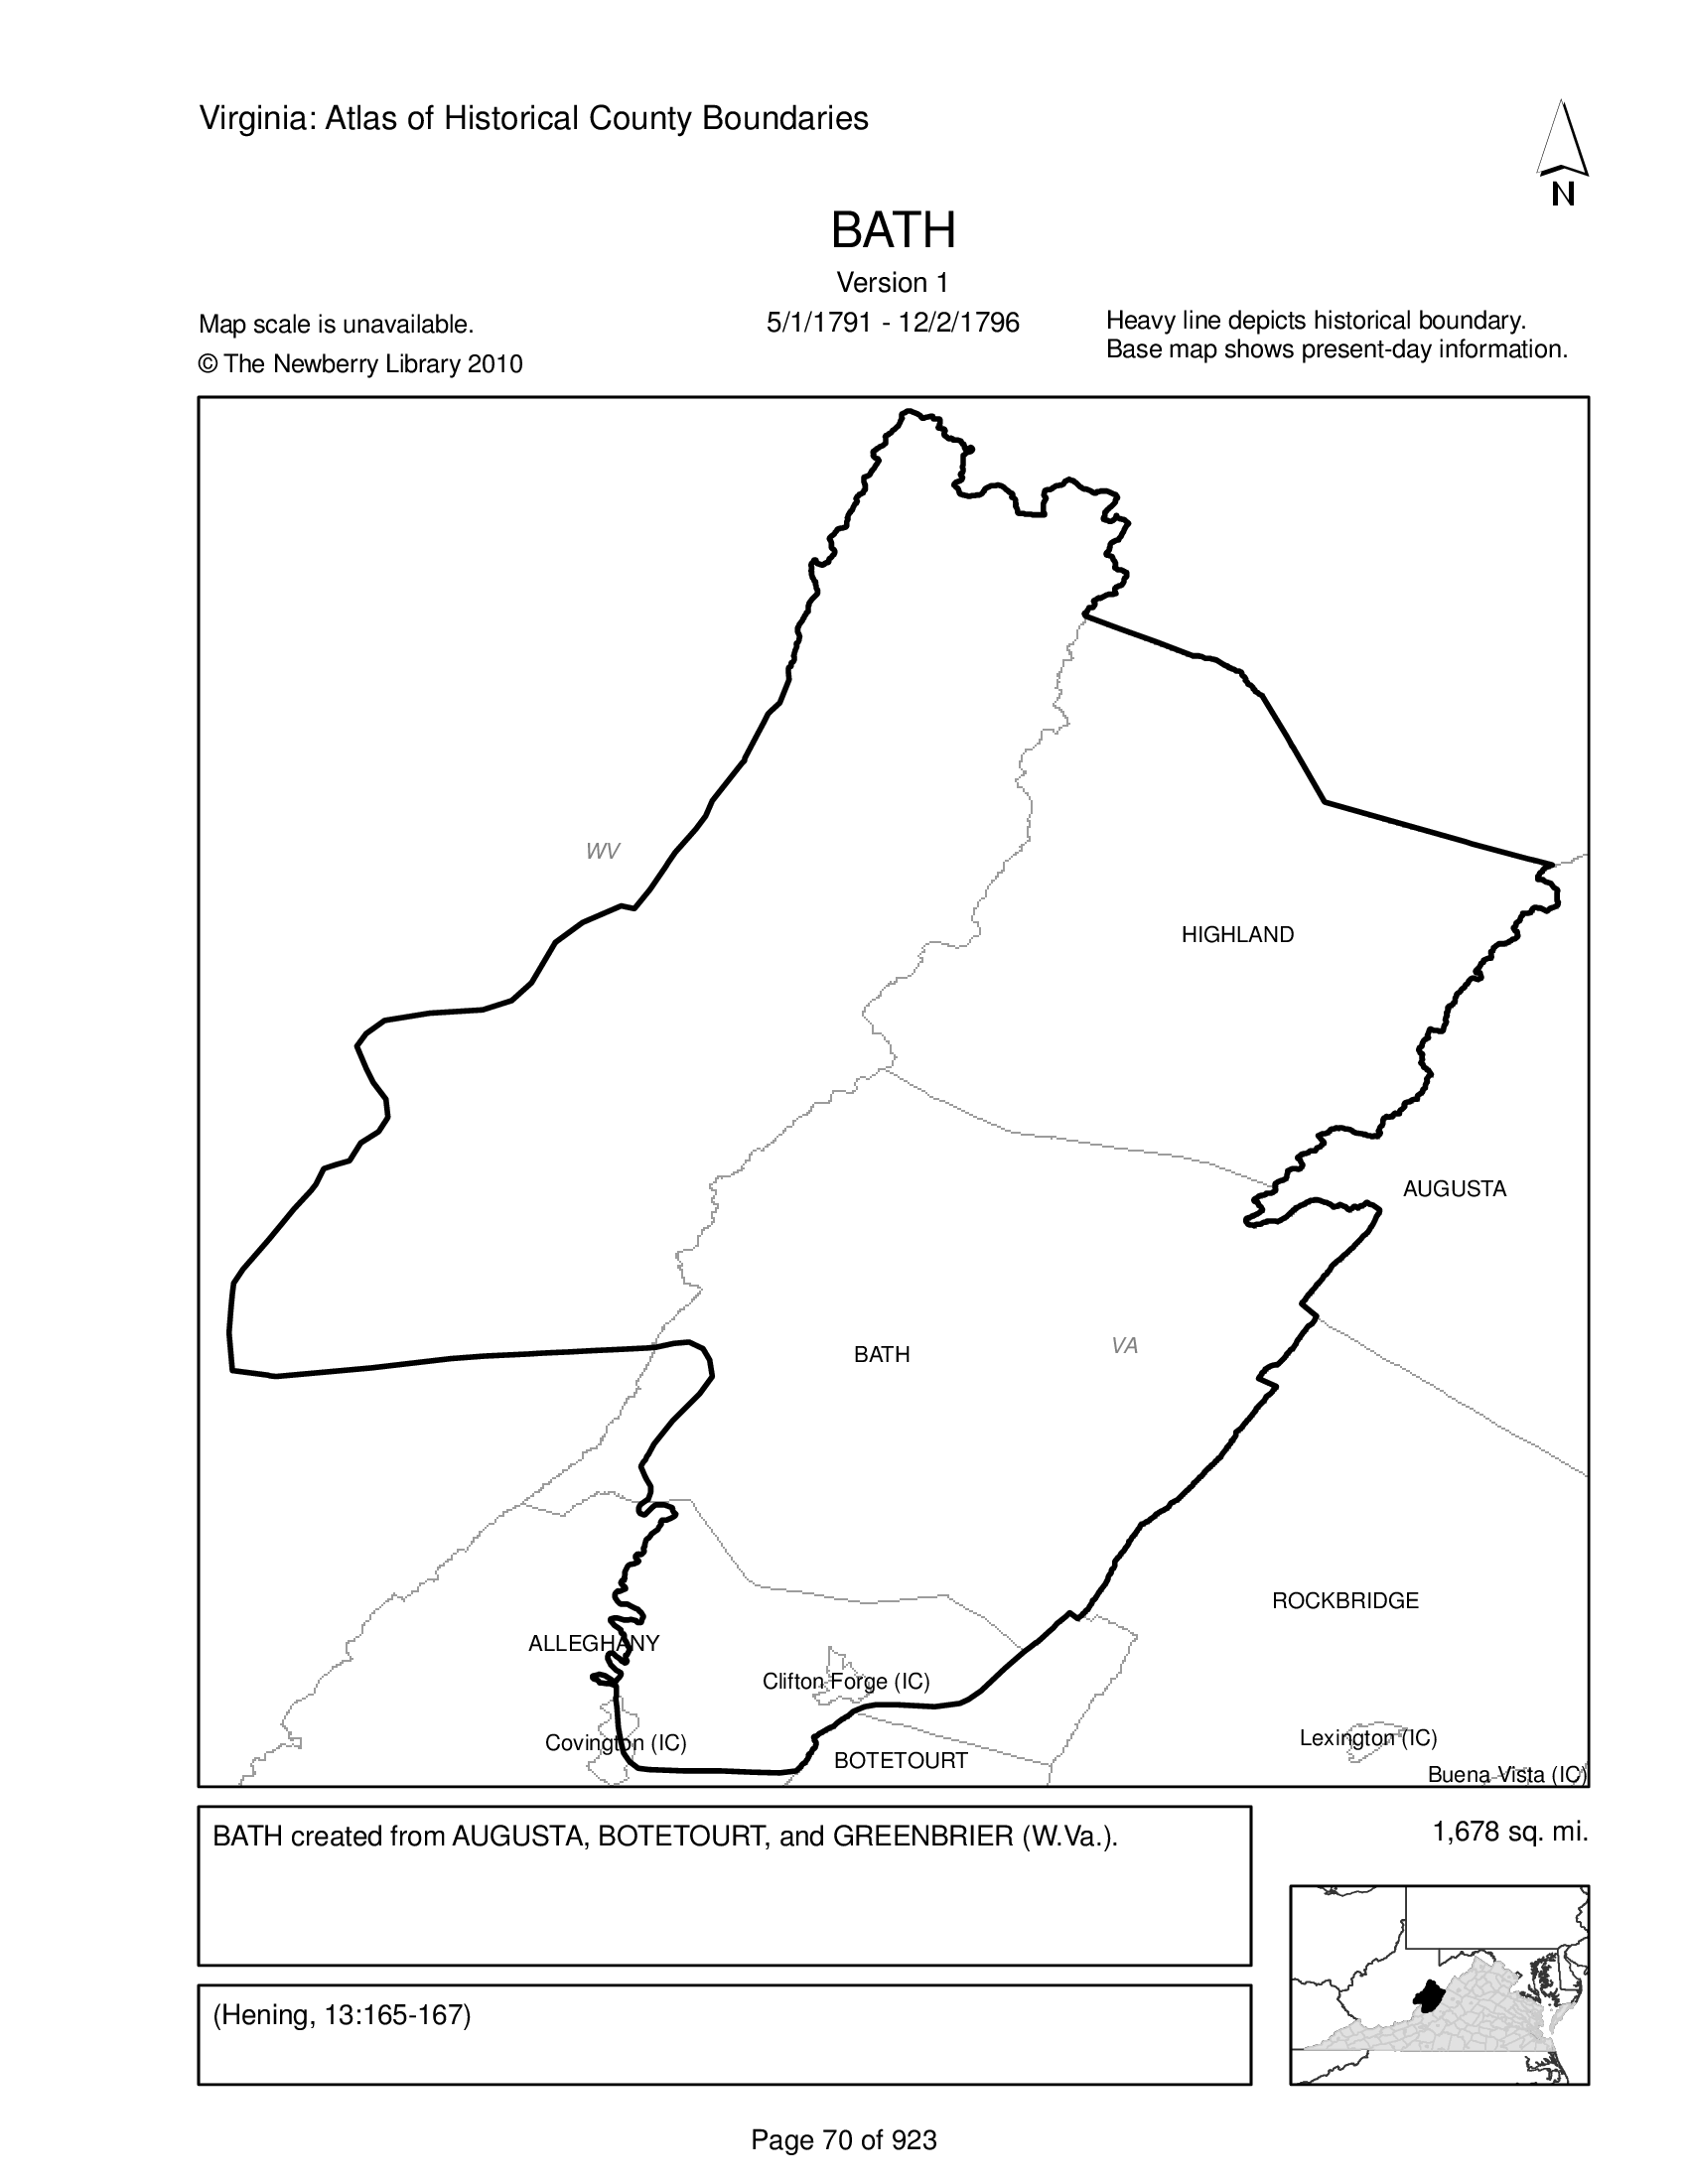 Virginia: Atlas of Historical County Boundaries
N
BATH
Version 1
5/1/1791 - 12/2/1796
Map scale is unavailable.
© The Newberry Library 2010
Heavy line depicts historical boundary.
Base map shows present-day information.
WV
HIGHLAND
AUGUSTA
BATH
VA
ROCKBRIDGE
ALLEGHANY
Clifton Forge (IC)
Covington (IC)
BOTETOURT
Lexington (IC)
Buena Vista (IC)
BATH created from AUGUSTA, BOTETOURT, and GREENBRIER (W.Va.).
1,678 sq. mi.
(Hening, 13:165-167)
Page 70 of 923